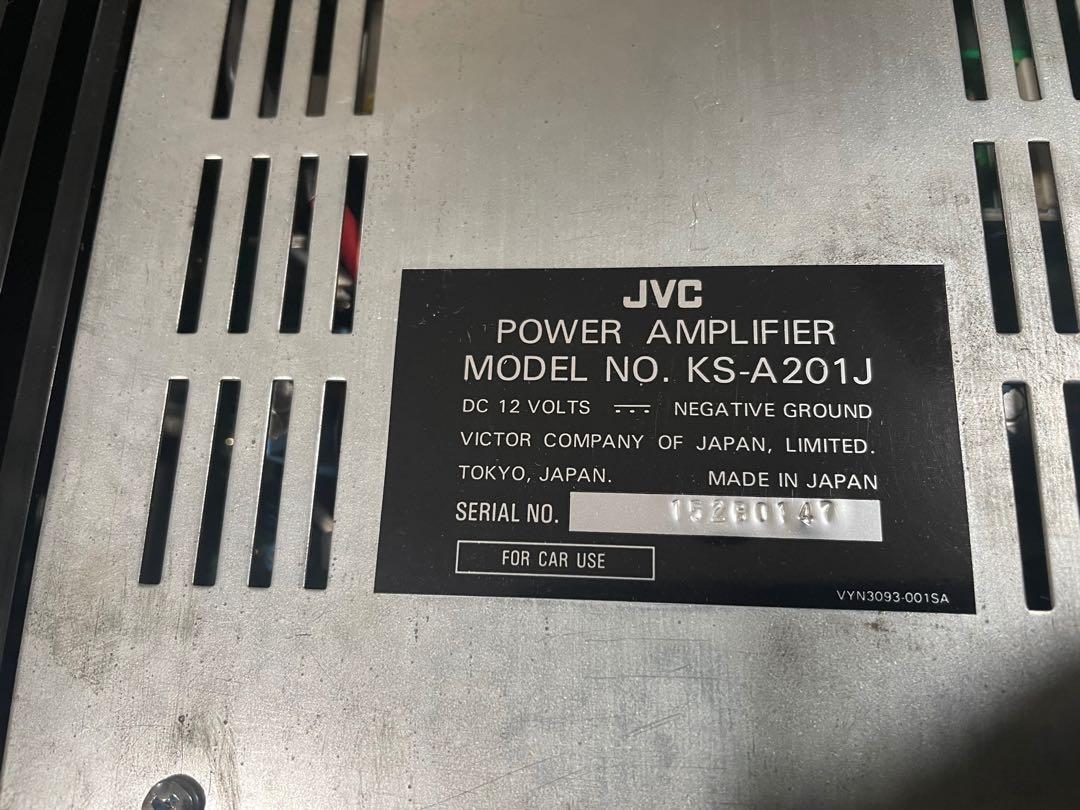 JVC
POWER AMPLIFIER
MODEL NO. KS-A201J
DC 12 VOLTS NEGATIVE GROUND
VICTOR COMPANY OF JAPAN, LIMITED.
TOKYO, JAPAN. MADE IN JAPAN
SERIAL NO. 15290147
FOR CAR USE
VYN3093-001SA